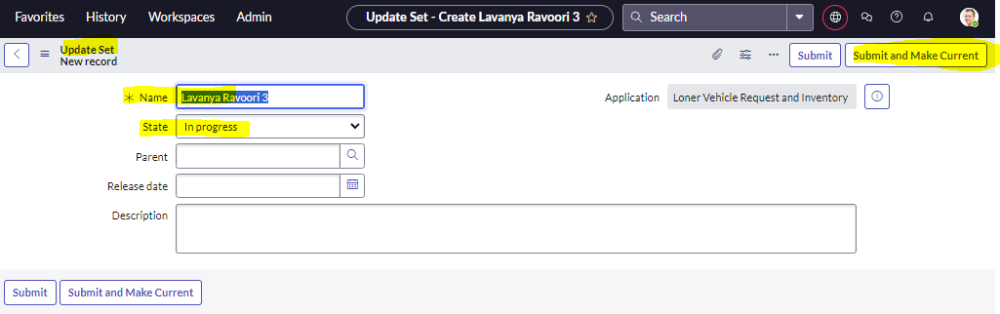 Favorites History Workspaces Admin Update Set - Create Lavanya Ravoori 3 Search
Update Set
New record
Submit Submit and Make Current
Name Lavanya Ravoori 3 Application Loner Vehicle Request and Inventory
State In progress
Parent
Release date
Description
Submit Submit and Make Current